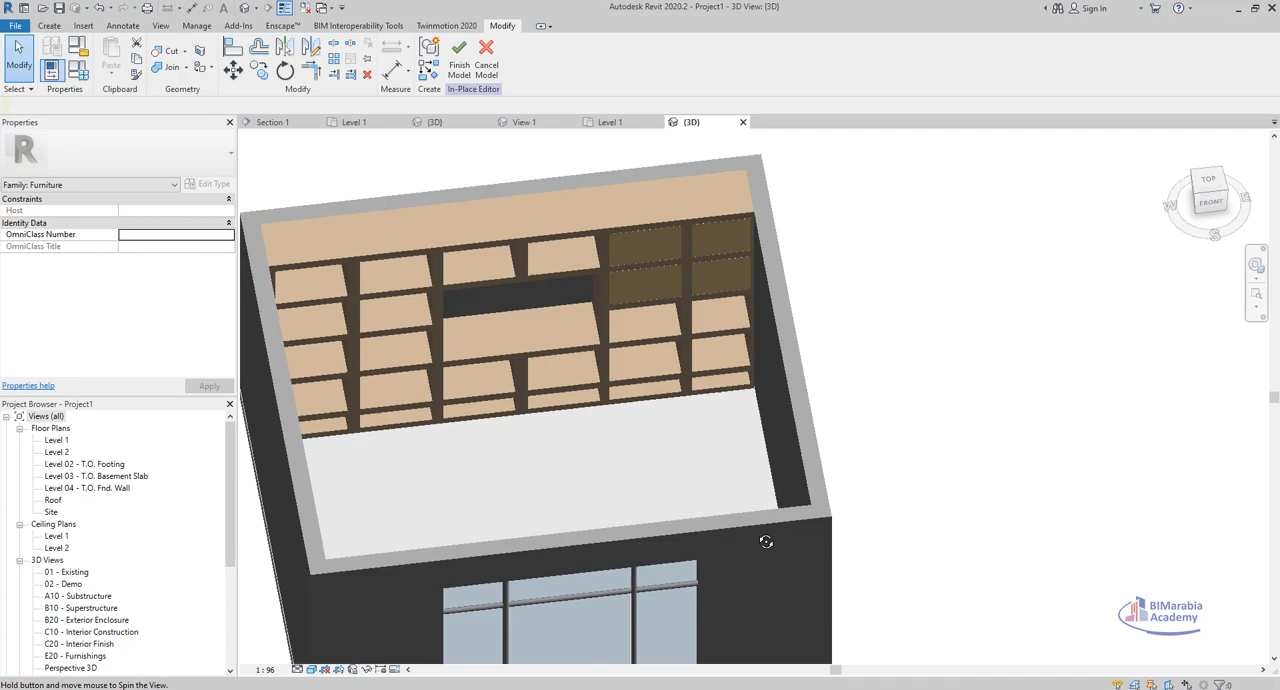 Autodesk Revit 2020.2 - Project1 - 3D View: {3D}
Sign In
File Create Insert Annotate View Manage Add-Ins Enscape™ BIM Interoperability Tools Twinmotion 2020 Modify
Modify
Paste
Cut
Join
Finish Model
Cancel Model
Select Properties Clipboard Geometry Modify Measure Create In-Place Editor
Properties
Section 1 Level 1 {3D} View 1 Level 1 {3D}
TOP
FRONT
W
E
S
R
Family: Furniture Edit Type
Constraints
Host
Identity Data
OmniClass Number
OmniClass Title
Properties help Apply
Project Browser - Project1
Views (all)
Floor Plans
Level 1
Level 2
Level 02 - T.O. Footing
Level 03 - T.O. Basement Slab
Level 04 - T.O. Fnd. Wall
Roof
Site
Ceiling Plans
Level 1
Level 2
3D Views
01 - Existing
02 - Demo
A10 - Substructure
B10 - Superstructure
B20 - Exterior Enclosure
C10 - Interior Construction
C20 - Interior Finish
E20 - Furnishings
Perspective 3D
BIMarabia
Academy
1 : 96
Hold button and move mouse to Spin the View.
:0